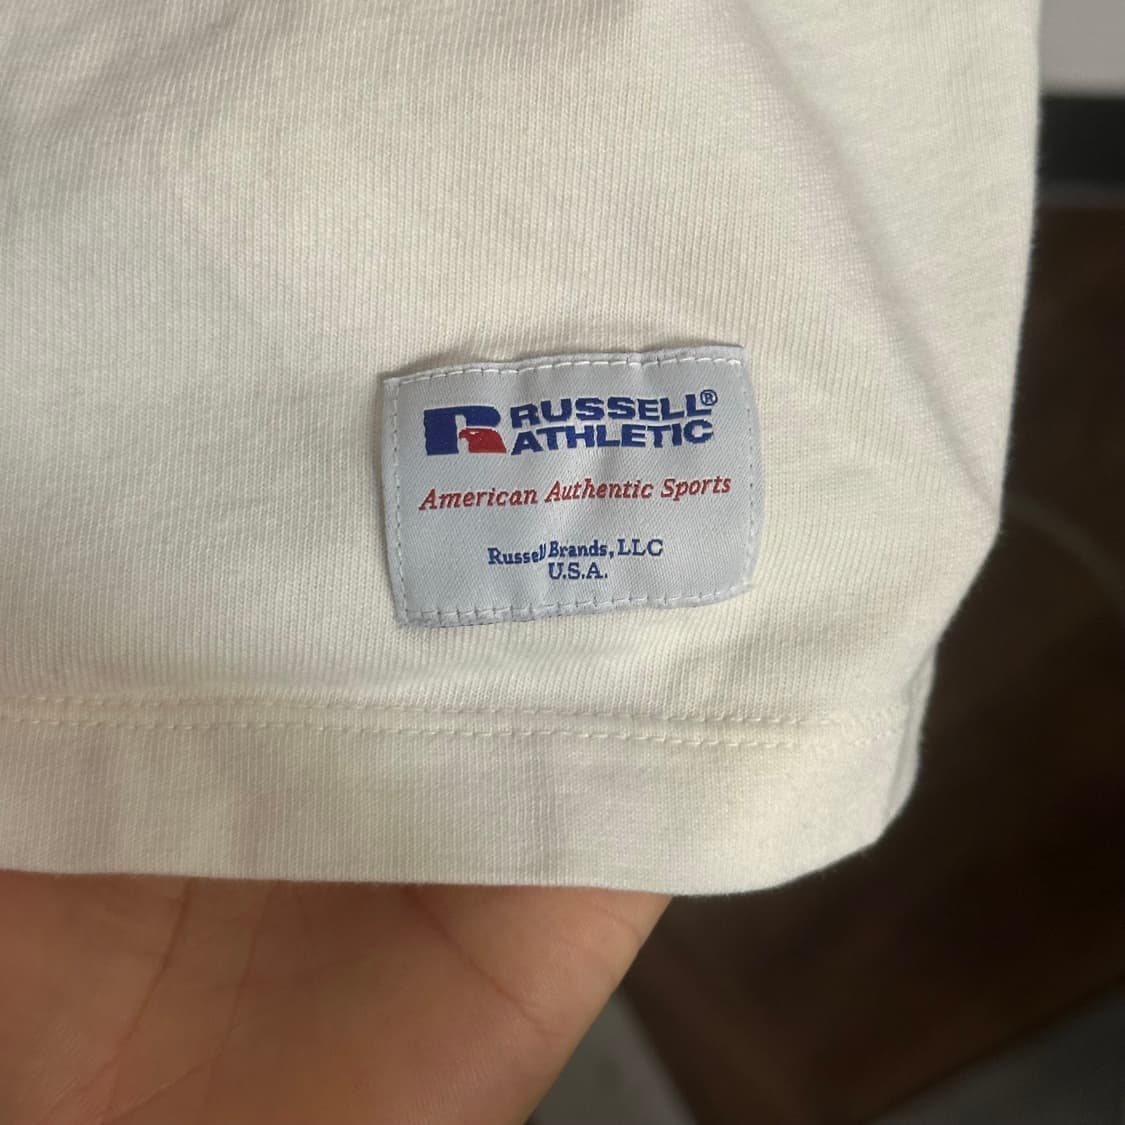 RUSSELL®
ATHLETIC
American Authentic Sports
Russell Brands, LLC
U.S.A.